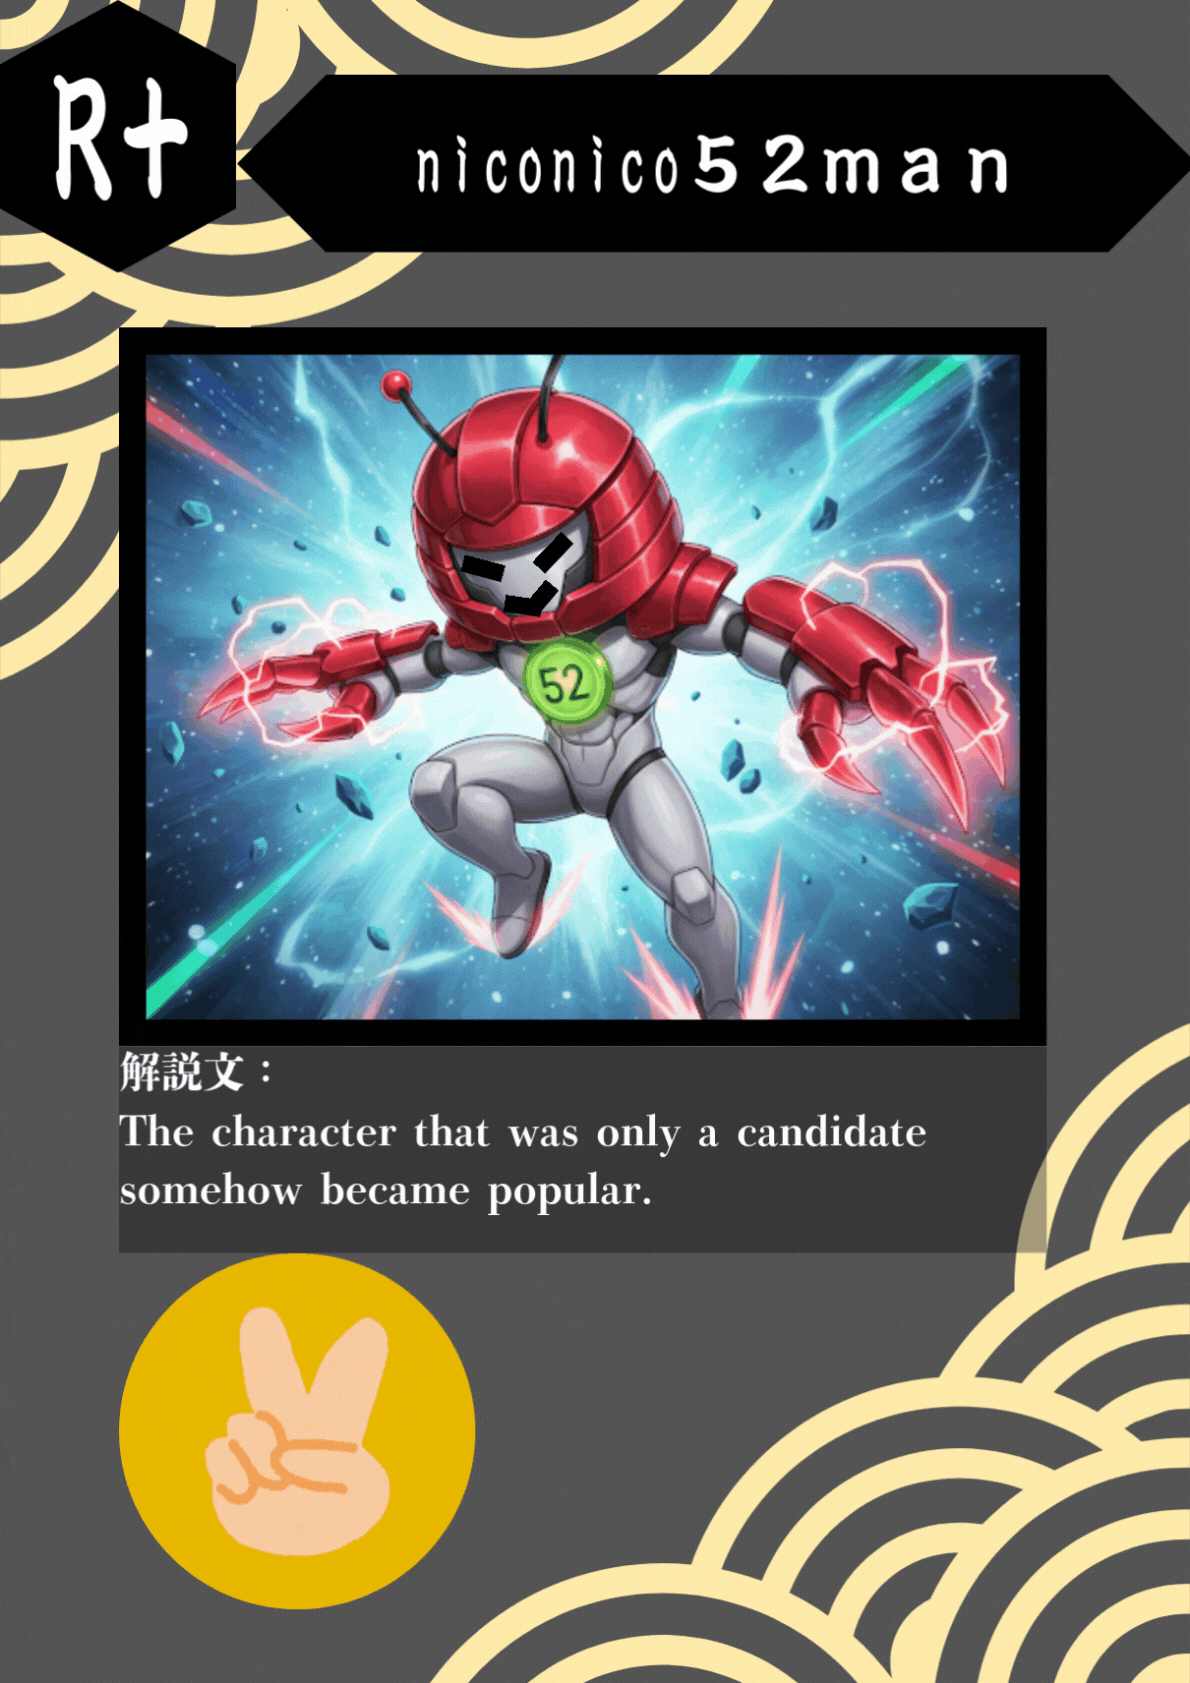 R+
niconico52man
52
解説文：
The character that was only a candidate
somehow became popular.